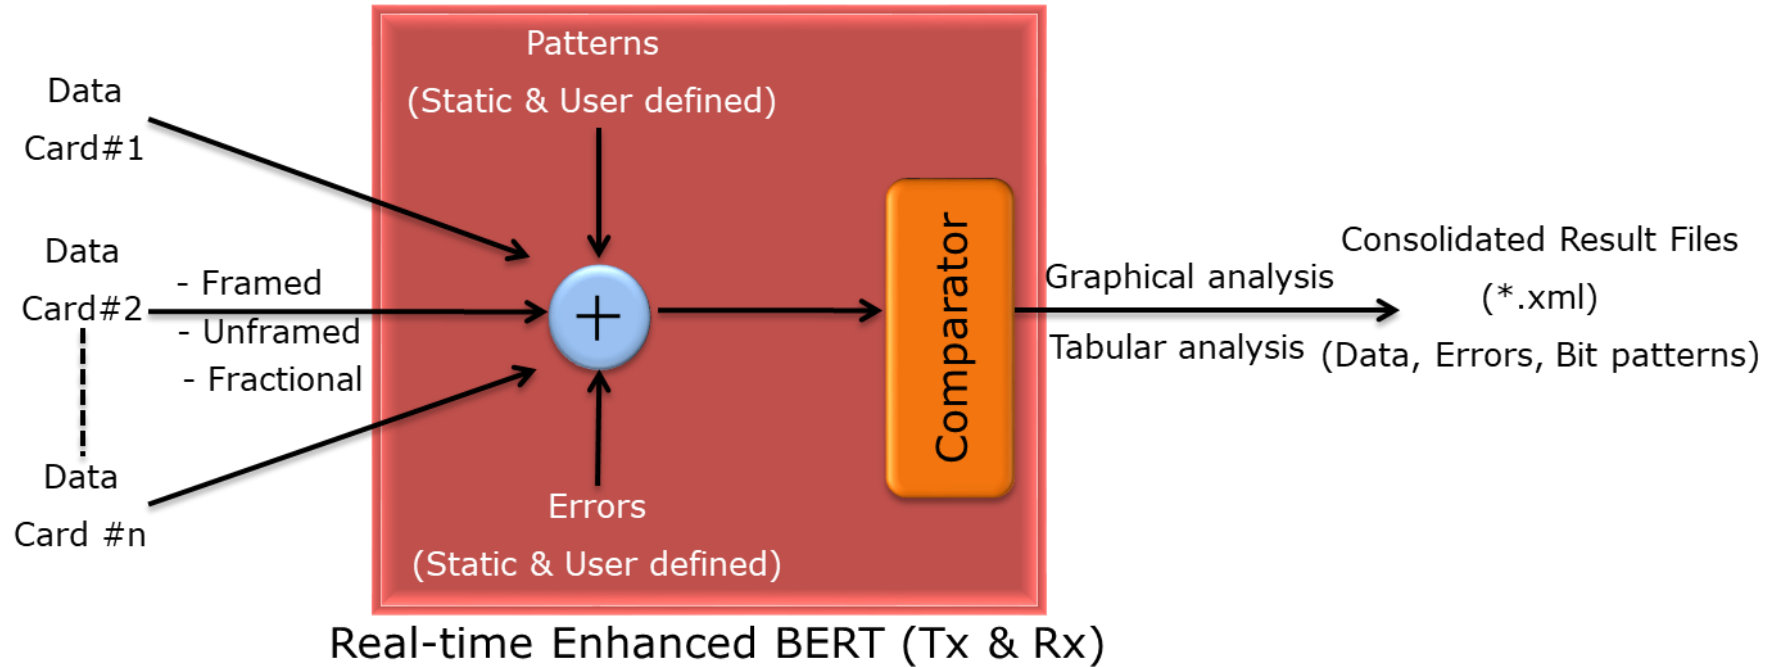 Data
Card#1
Data
Card#2
- Framed
- Unframed
- Fractional
Data
Card #n
Patterns
(Static & User defined)
+
Errors
(Static & User defined)
Comparator
Graphical analysis
Tabular analysis
Consolidated Result Files
(*.xml)
(Data, Errors, Bit patterns)
Real-time Enhanced BERT (Tx & Rx)